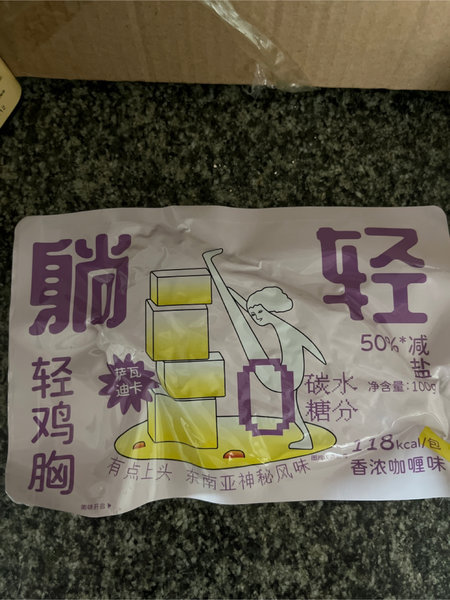 躺
轻
轻鸡胸
萨瓦
迪卡
50%*减
盐
净含量:100g
0
碳水
糖分
118kcal/包
香浓咖喱味
有点上头 东南亚神秘风味